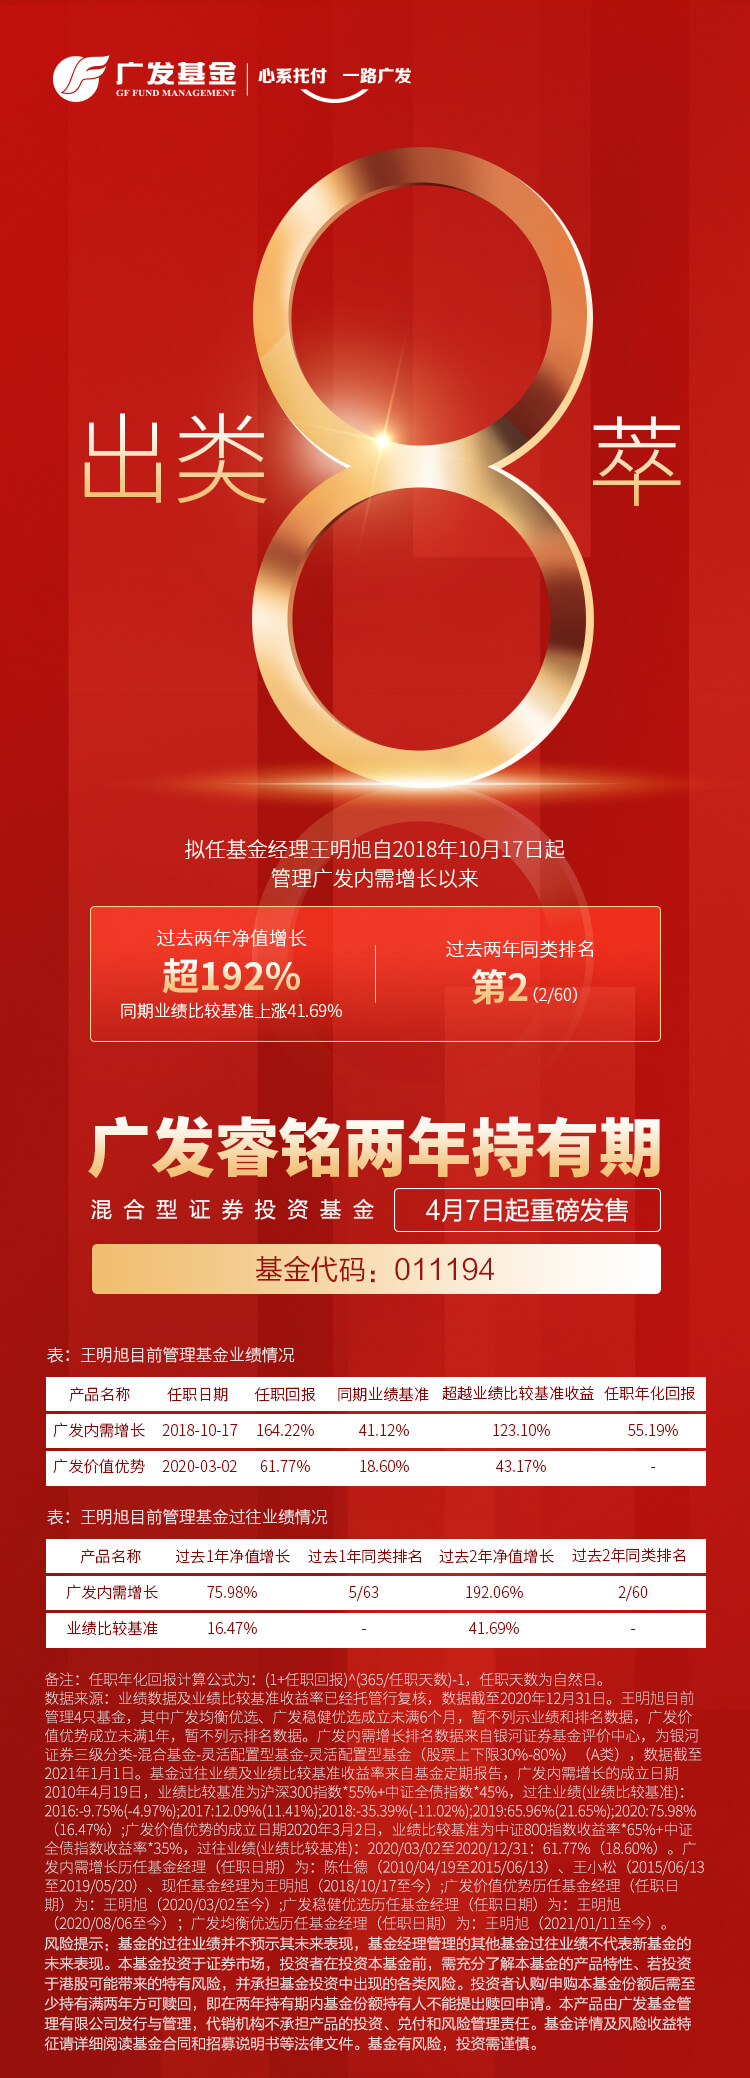 广发基金
GF FUND MANAGEMENT
心系托付 一路广发
出类8萃
拟任基金经理王明旭自2018年10月17日起
管理广发内需增长以来
过去两年净值增长
超192%
同期业绩比较基准上涨41.69%
过去两年同类排名
第2(2/60)
广发睿铭两年持有期
混合型证券投资基金 4月7日起重磅发售
基金代码：011194
表：王明旭目前管理基金业绩情况
产品名称 任职日期 任职回报 同期业绩基准 超越业绩比较基准收益 任职年化回报
广发内需增长 2018-10-17 164.22% 41.12% 123.10% 55.19%
广发价值优势 2020-03-02 61.77% 18.60% 43.17% -
表：王明旭目前管理基金过往业绩情况
产品名称 过去1年净值增长 过去1年同类排名 过去2年净值增长 过去2年同类排名
广发内需增长 75.98% 5/63 192.06% 2/60
业绩比较基准 16.47% - 41.69% -
备注：任职年化回报计算公式为：(1+任职回报)^(365/任职天数)-1，任职天数为自然日。
数据来源：业绩数据及业绩比较基准收益率已经托管行复核，数据截至2020年12月31日。王明旭目前
管理4只基金，其中广发均衡优选、广发稳健优选成立未满6个月，暂不列示业绩和排名数据，广发价
值优势成立未满1年，暂不列示排名数据。广发内需增长排名数据来自银河证券基金评价中心，为银河
证券三级分类-混合基金-灵活配置型基金-灵活配置型基金（股票上下限30%-80%）（A类），数据截至
2021年1月1日。基金过往业绩及业绩比较基准收益率来自基金定期报告，广发内需增长的成立日期
2010年4月19日，业绩比较基准为沪深300指数*55%+中证全债指数*45%，过往业绩(业绩比较基准)：
2016:-9.75%(-4.97%);2017:12.09%(11.41%);2018:-35.39%(-11.02%);2019:65.96%(21.65%);2020:75.98%
（16.47%）;广发价值优势的成立日期2020年3月2日，业绩比较基准为中证800指数收益率*65%+中证
全债指数收益率*35%，过往业绩(业绩比较基准)：2020/03/02至2020/12/31：61.77%（18.60%）。广
发内需增长历任基金经理（任职日期）为：陈仕德（2010/04/19至2015/06/13）、王小松（2015/06/13
至2019/05/20）、现任基金经理为王明旭（2018/10/17至今）;广发价值优势历任基金经理（任职日
期）为：王明旭（2020/03/02至今）;广发稳健优选历任基金经理（任职日期）为：王明旭
（2020/08/06至今）；广发均衡优选历任基金经理（任职日期）为：王明旭（2021/01/11至今）。
风险提示：基金的过往业绩并不预示其未来表现，基金经理管理的其他基金过往业绩不代表新基金的
未来表现。本基金投资于证券市场，投资者在投资本基金前，需充分了解本基金的产品特性、若投资
于港股可能带来的特有风险，并承担基金投资中出现的各类风险。投资者认购/申购本基金份额后需至
少持有满两年方可赎回，即在两年持有期内基金份额持有人不能提出赎回申请。本产品由广发基金管
理有限公司发行与管理，代销机构不承担产品的投资、兑付和风险管理责任。基金详情及风险收益特
征请详细阅读基金合同和招募说明书等法律文件。基金有风险，投资需谨慎。